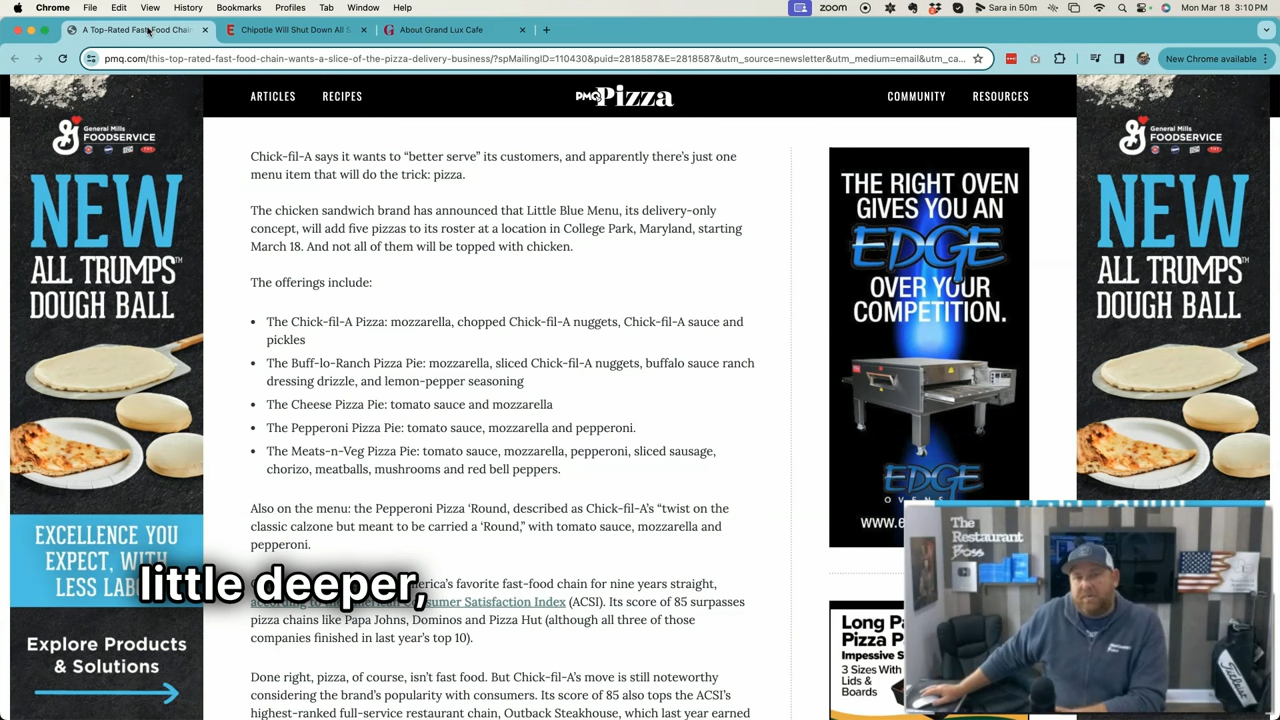 Chrome File Edit View History Bookmarks Profiles Tab Window Help zoom Sara in 50m Mon Mar 18 3:10 PM
A Top-Rated Fast-Food Chain Chipotle Will Shut Down All S About Grand Lux Cafe
pmq.com/this-top-rated-fast-food-chain-wants-a-slice-of-the-pizza-delivery-business/?spMailingID=110430&puid=2818587&E=2818587&utm_source=newsletter&utm_medium=email&utm_ca... New Chrome available
ARTICLES RECIPES PMQ Pizza COMMUNITY RESOURCES
General Mills
FOODSERVICE
NEW
ALL TRUMPS™
DOUGH BALL
EXCELLENCE YOU
EXPECT, WITH
LESS
Explore Products
& Solutions
Chick-fil-A says it wants to “better serve” its customers, and apparently there’s just one
menu item that will do the trick: pizza.
The chicken sandwich brand has announced that Little Blue Menu, its delivery-only
concept, will add five pizzas to its roster at a location in College Park, Maryland, starting
March 18. And not all of them will be topped with chicken.
The offerings include:
• The Chick-fil-A Pizza: mozzarella, chopped Chick-fil-A nuggets, Chick-fil-A sauce and
pickles
• The Buff-lo-Ranch Pizza Pie: mozzarella, sliced Chick-fil-A nuggets, buffalo sauce ranch
dressing drizzle, and lemon-pepper seasoning
• The Cheese Pizza Pie: tomato sauce and mozzarella
• The Pepperoni Pizza Pie: tomato sauce, mozzarella and pepperoni.
• The Meats-n-Veg Pizza Pie: tomato sauce, mozzarella, pepperoni, sliced sausage,
chorizo, meatballs, mushrooms and red bell peppers.
Also on the menu: the Pepperoni Pizza ‘Round, described as Chick-fil-A’s “twist on the
classic calzone but meant to be carried a ‘Round,” with tomato sauce, mozzarella and
pepperoni.
favorite fast-food chain for nine years straight,
Satisfaction Index (ACSI). Its score of 85 surpasses
pizza chains like Papa Johns, Dominos and Pizza Hut (although all three of those
companies finished in last year’s top 10).
Done right, pizza, of course, isn’t fast food. But Chick-fil-A’s move is still noteworthy
considering the brand’s popularity with consumers. Its score of 85 also tops the ACSI’s
highest-ranked full-service restaurant chain, Outback Steakhouse, which last year earned
little deeper,
THE RIGHT OVEN
GIVES YOU AN
EDGE
OVER YOUR
COMPETITION.
EDGE
OVENS
Impressive
3 Sizes With
Lids &
Boards
General Mills
FOODSERVICE
NEW
ALL TRUMPS™
DOUGH BALL
The
Restaurant
Boss